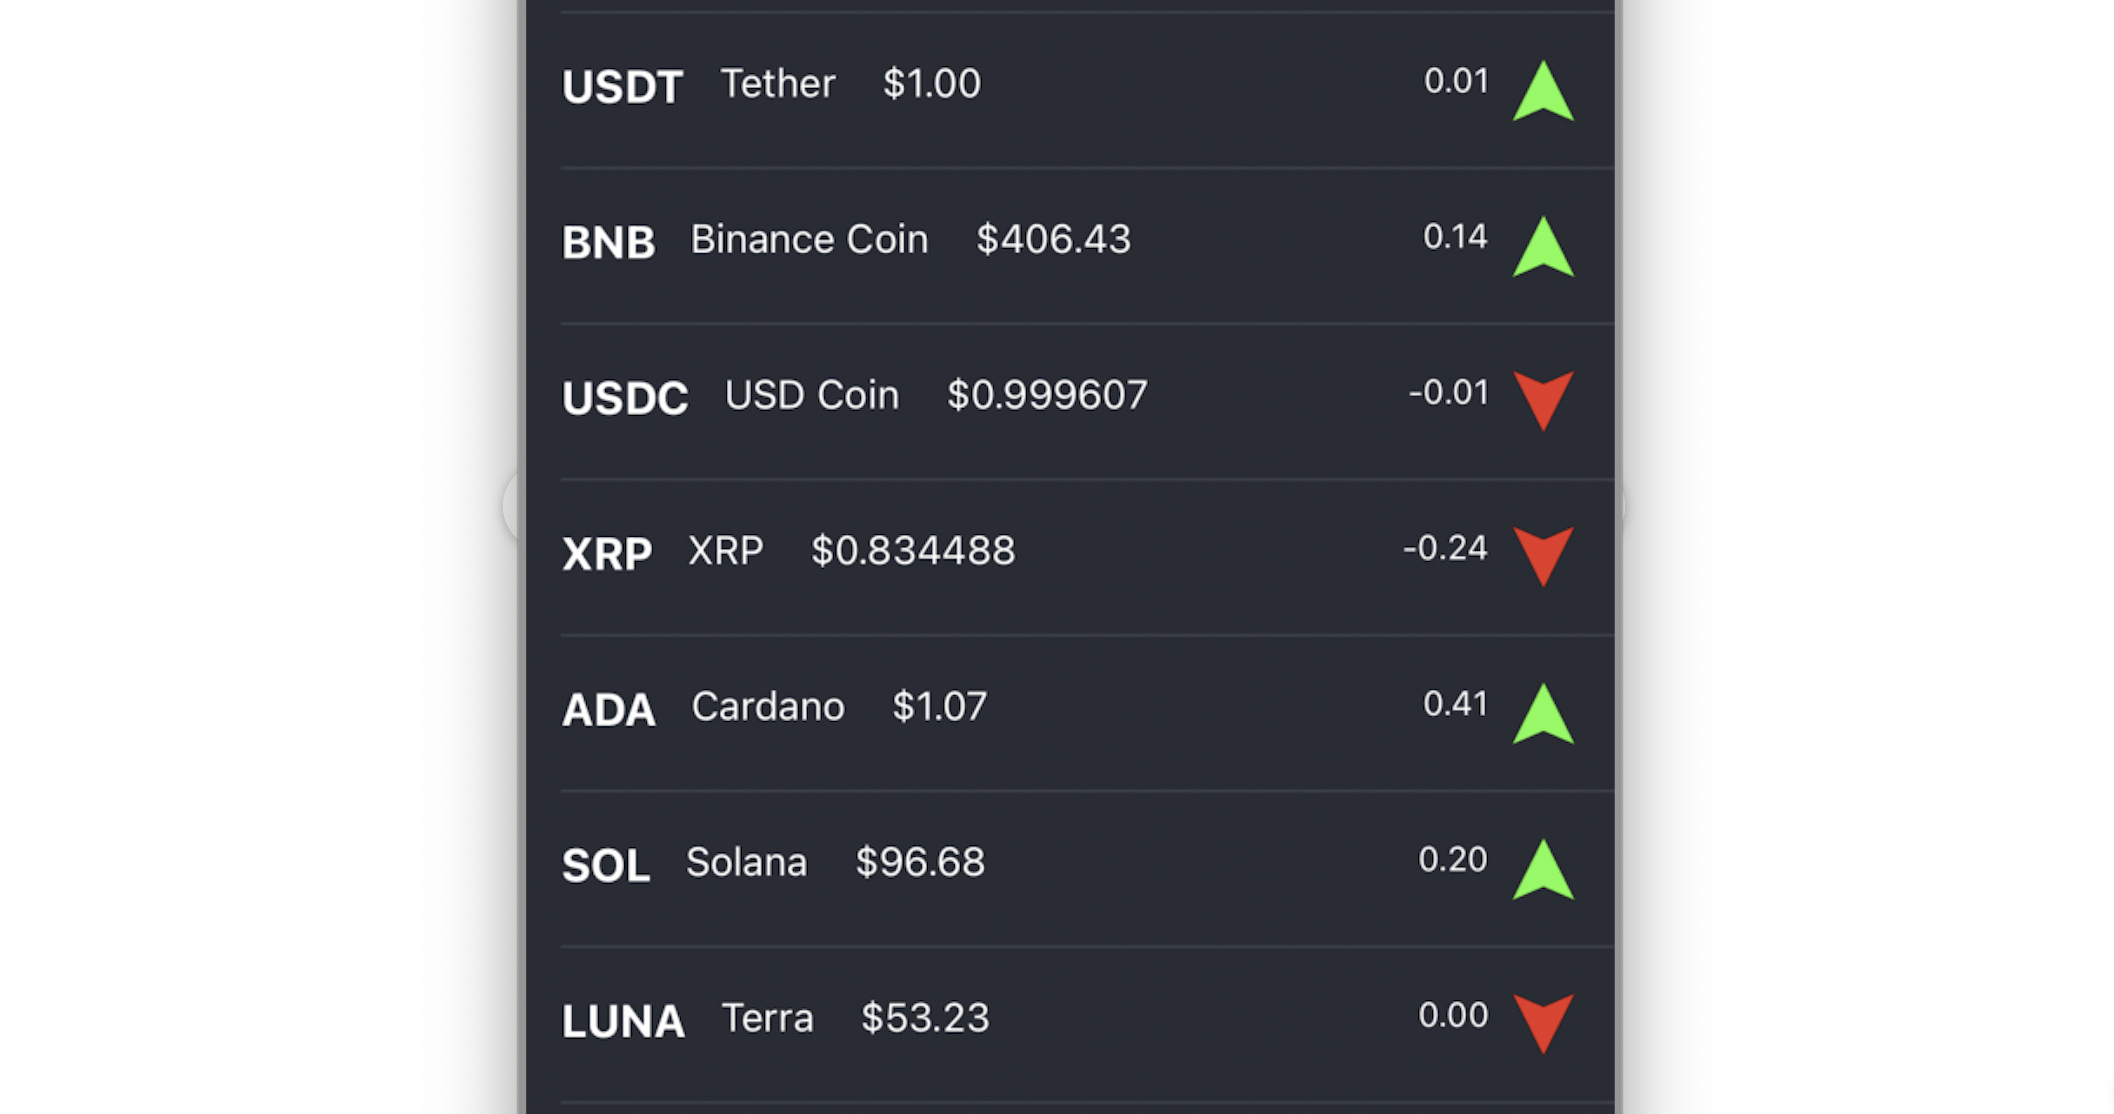 USDT Tether $1.00 0.01
BNB Binance Coin $406.43 0.14
USDC USD Coin $0.999607 -0.01
XRP XRP $0.834488 -0.24
ADA Cardano $1.07 0.41
SOL Solana $96.68 0.20
LUNA Terra $53.23 0.00